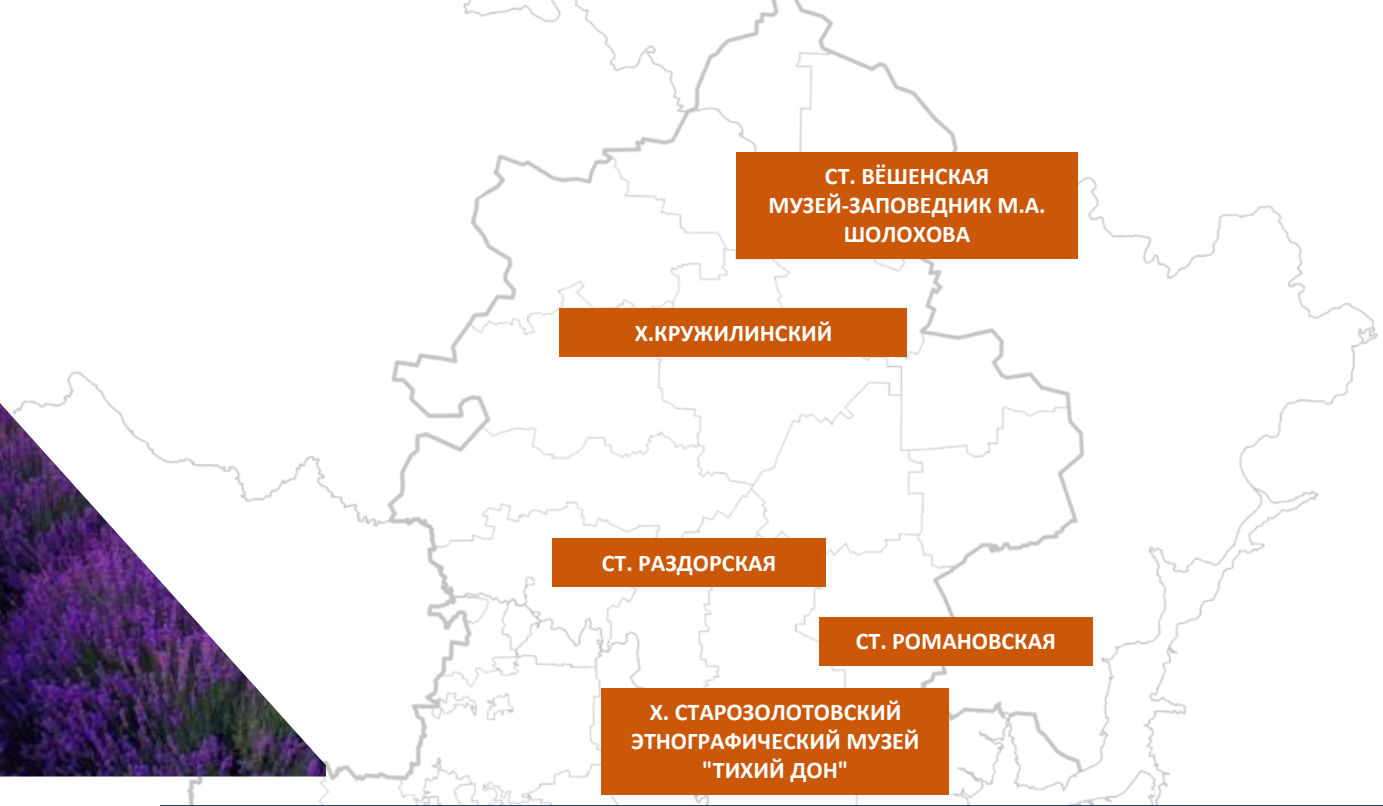 СТ. ВЁШЕНСКАЯ
МУЗЕЙ-ЗАПОВЕДНИК М.А.
ШОЛОХОВА
Х.КРУЖИЛИНСКИЙ
СТ. РАЗДОРСКАЯ
СТ. РОМАНОВСКАЯ
Х. СТАРОЗОЛОТОВСКИЙ
ЭТНОГРАФИЧЕСКИЙ МУЗЕЙ
"ТИХИЙ ДОН"